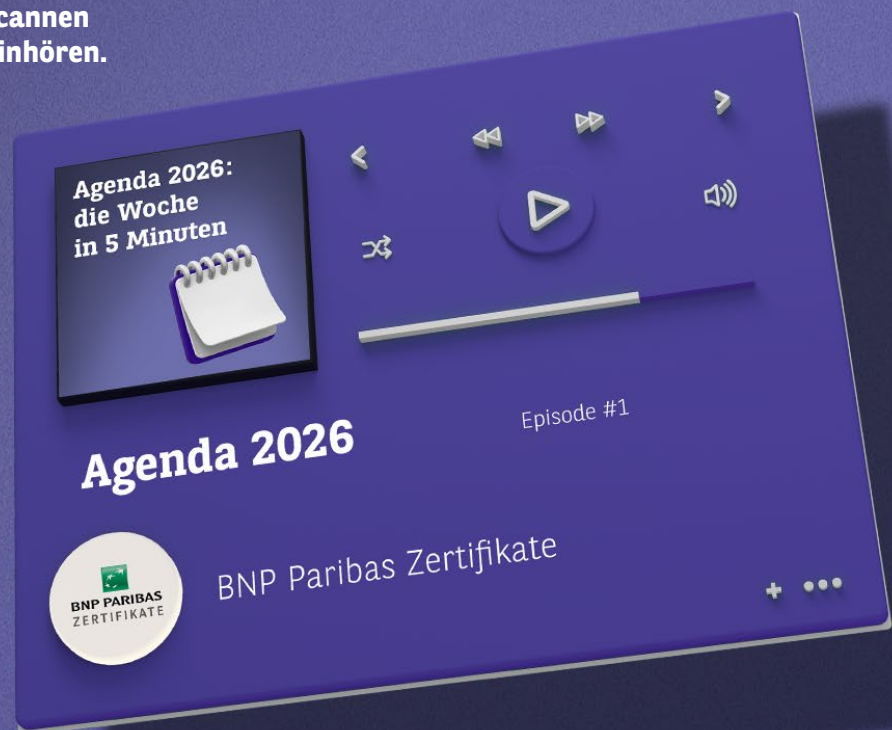 cannen
inhören.
Agenda 2026:
die Woche
in 5 Minuten
Agenda 2026
Episode #1
BNP PARIBAS
ZERTIFIKATE
BNP Paribas Zertifikate